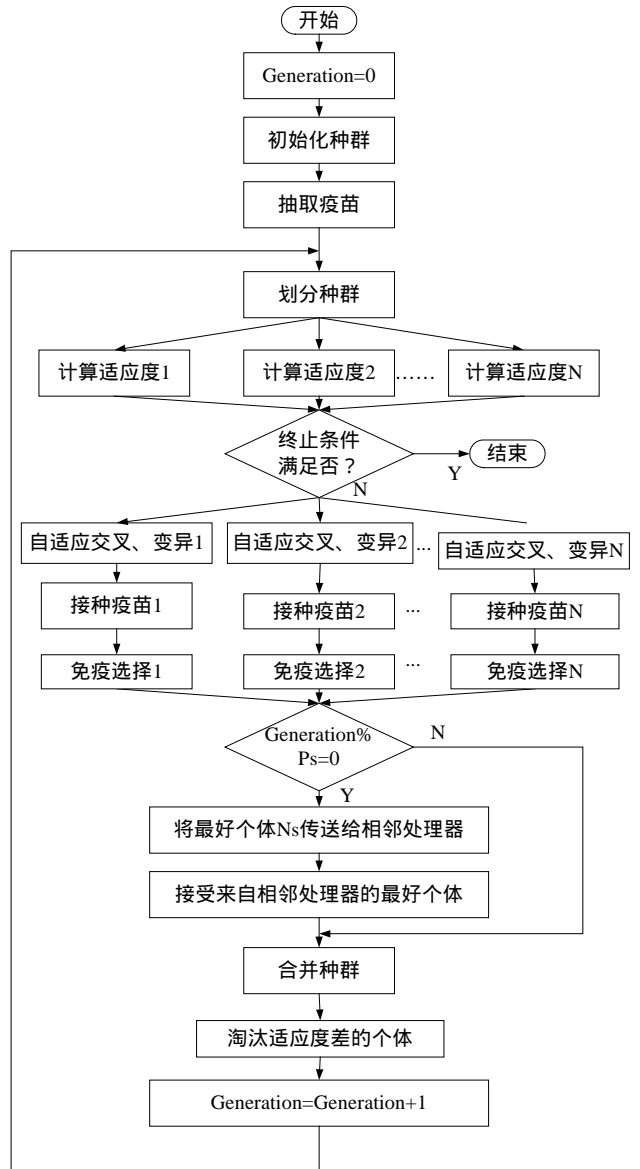 开始
Generation=0
初始化种群
抽取疫苗
划分种群
计算适应度1
计算适应度2
……
计算适应度N
终止条件
满足否？
Y
结束
N
自适应交叉、变异1
自适应交叉、变异2
...
自适应交叉、变异N
接种疫苗1
接种疫苗2
...
接种疫苗N
免疫选择1
免疫选择2
...
免疫选择N
Generation%
Ps=0
N
Y
将最好个体Ns传送给相邻处理器
接受来自相邻处理器的最好个体
合并种群
淘汰适应度差的个体
Generation=Generation+1